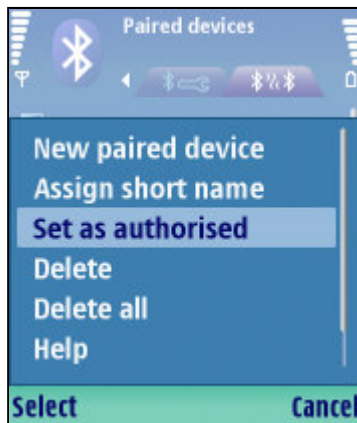 Paired devices
New paired device
Assign short name
Set as authorised
Delete
Delete all
Help
Select Cancel